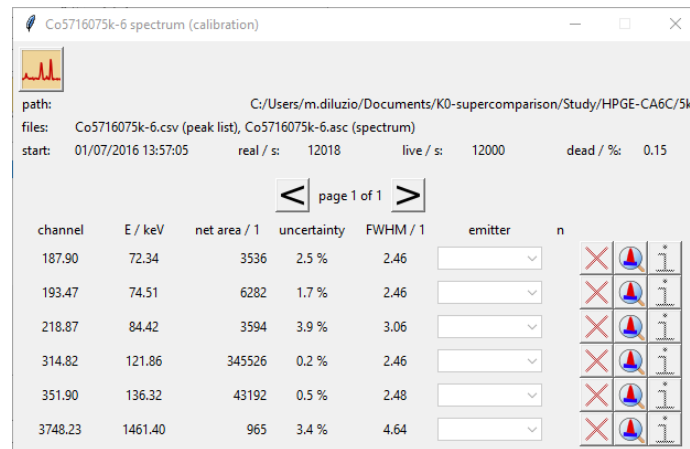 Co5716075k-6 spectrum (calibration)
path: C:/Users/m.diluzio/Documents/K0-supercomparison/Study/HPGE-CA6C/5k
files: Co5716075k-6.csv (peak list), Co5716075k-6.asc (spectrum)
start: 01/07/2016 13:57:05 real / s: 12018 live / s: 12000 dead / %: 0.15
< page 1 of 1 >
channel E / keV net area / 1 uncertainty FWHM / 1 emitter n
187.90 72.34 3536 2.5 % 2.46
193.47 74.51 6282 1.7 % 2.46
218.87 84.42 3594 3.9 % 3.06
314.82 121.86 345526 0.2 % 2.46
351.90 136.32 43192 0.5 % 2.48
3748.23 1461.40 965 3.4 % 4.64